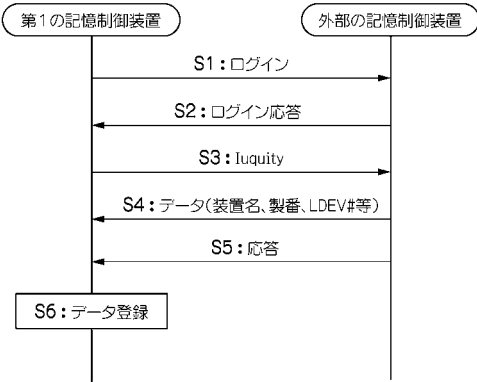 第1の記憶制御装置
外部の記憶制御装置
S1：ログイン
S2：ログイン応答
S3：Iuquity
S4：データ(装置名、製番、LDEV#等)
S5：応答
S6：データ登録